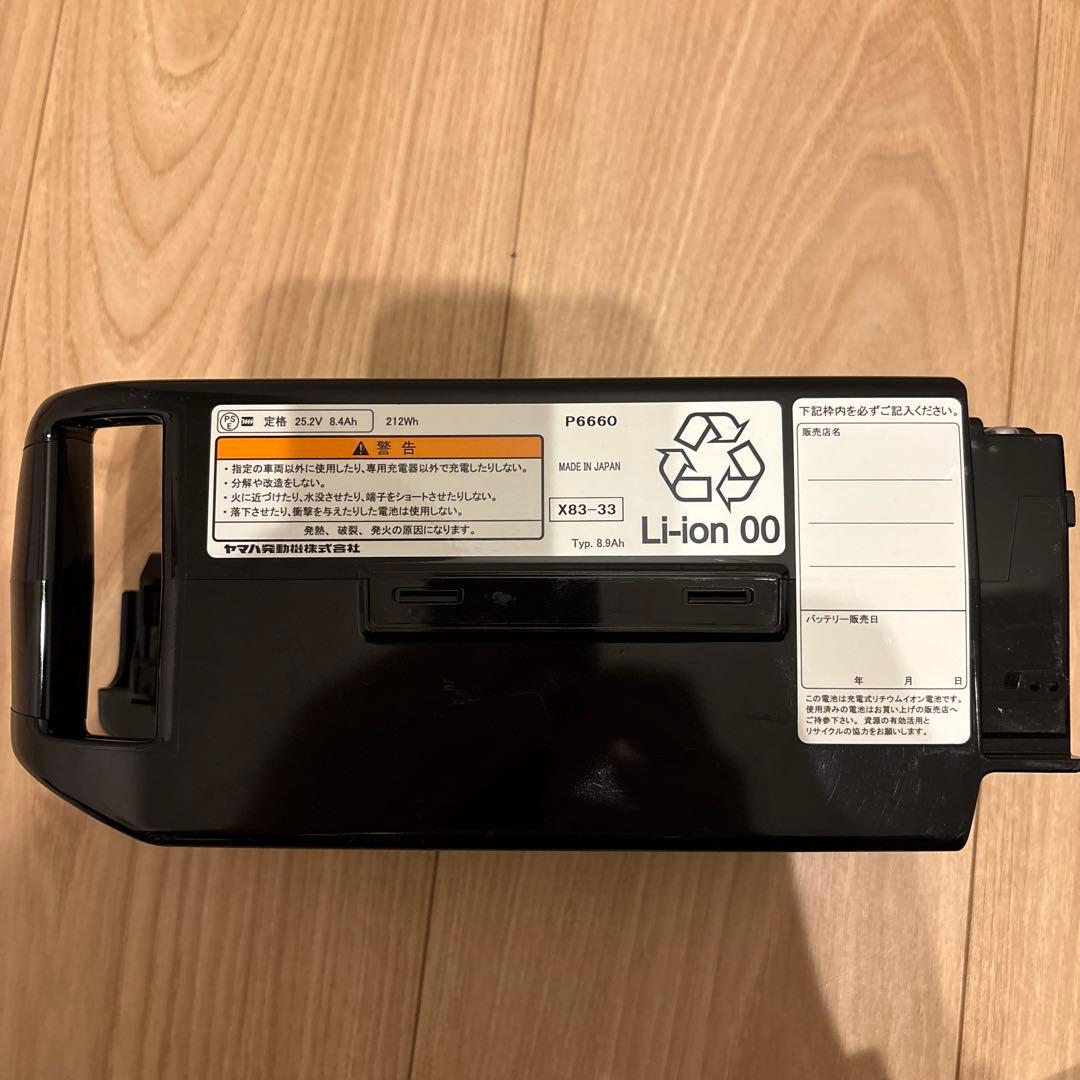 PSE 定格 25.2V 8.4Ah 212Wh
警告
・指定の車両以外に使用したり、専用充電器以外で充電したりしない。
・分解や改造をしない。
・火に近づけたり、水没させたり、端子をショートさせたりしない。
・落下させたり、衝撃を与えたりした電池は使用しない。
発熱、破裂、発火の原因になります。
ヤマハ発動機株式会社
P6660
MADE IN JAPAN
X83-33
Typ. 8.9Ah
Li-ion 00
下記枠内を必ずご記入ください。
販売店名
バッテリー販売日
年 月 日
この電池は充電式リチウムイオン電池です。
使用済みの電池はお買い上げの販売店へ
ご持参下さい。資源の有効活用と
リサイクルの協力をお願いします。